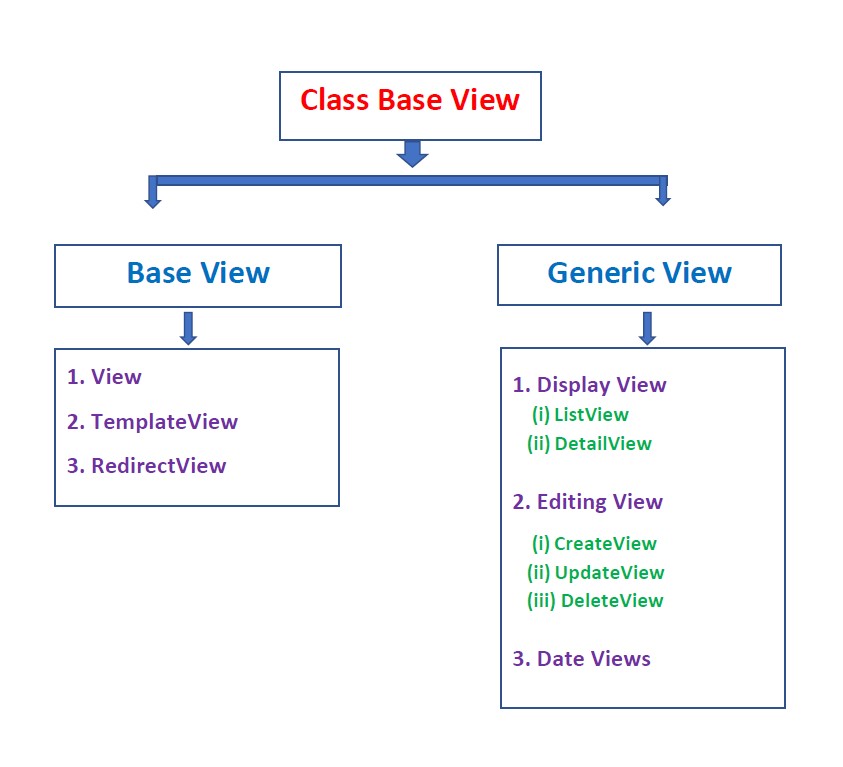 Class Base View
Base View
1. View
2. TemplateView
3. RedirectView
Generic View
1. Display View
(i) ListView
(ii) DetailView
2. Editing View
(i) CreateView
(ii) UpdateView
(iii) DeleteView
3. Date Views